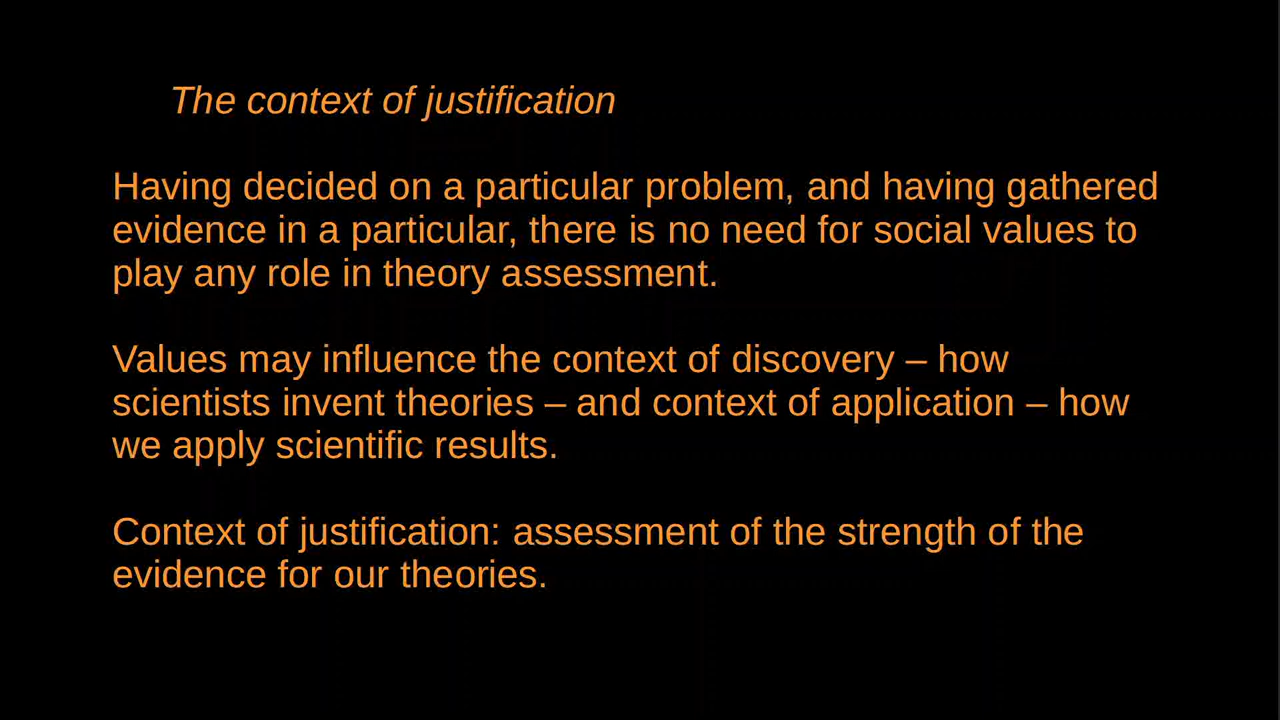 The context of justification
Having decided on a particular problem, and having gathered
evidence in a particular, there is no need for social values to
play any role in theory assessment.
Values may influence the context of discovery – how
scientists invent theories – and context of application – how
we apply scientific results.
Context of justification: assessment of the strength of the
evidence for our theories.